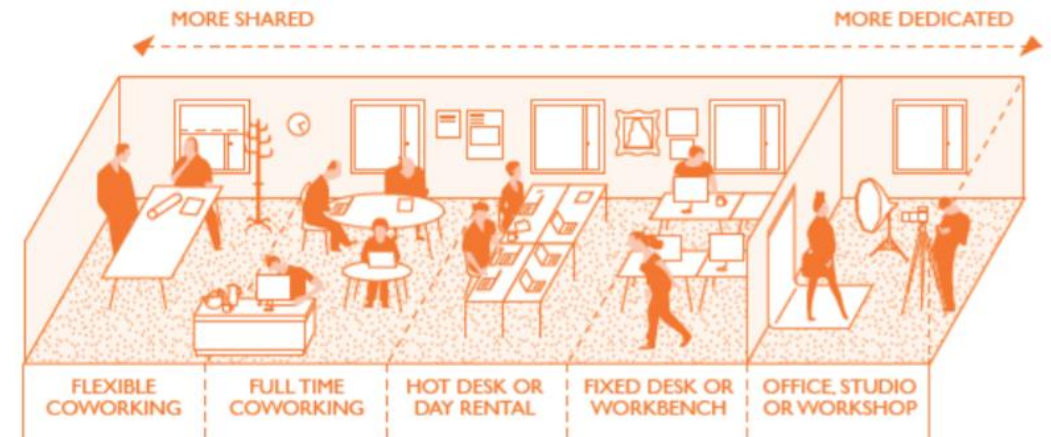 MORE SHARED
MORE DEDICATED
FLEXIBLE
COWORKING
FULL TIME
COWORKING
HOT DESK OR
DAY RENTAL
FIXED DESK OR
WORKBENCH
OFFICE, STUDIO
OR WORKSHOP